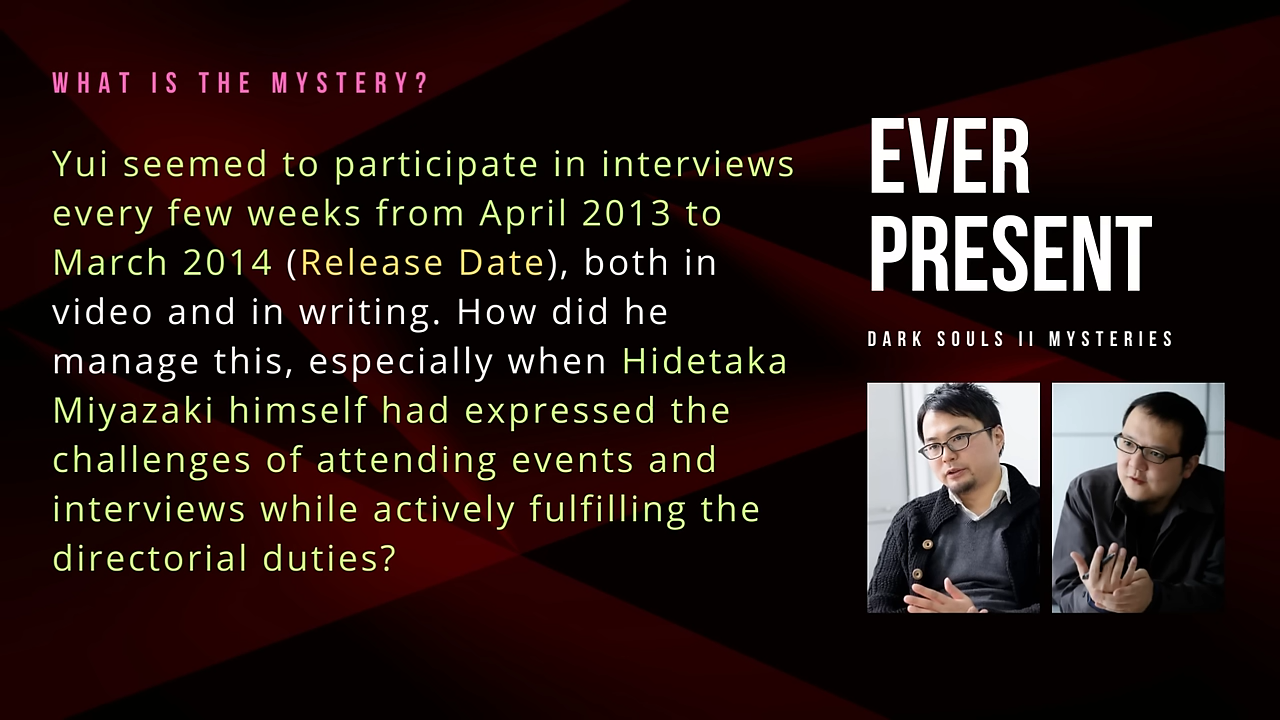 WHAT IS THE MYSTERY?
Yui seemed to participate in interviews
every few weeks from April 2013 to
March 2014 (Release Date), both in
video and in writing. How did he
manage this, especially when Hidetaka
Miyazaki himself had expressed the
challenges of attending events and
interviews while actively fulfilling the
directorial duties?
EVER
PRESENT
DARK SOULS II MYSTERIES